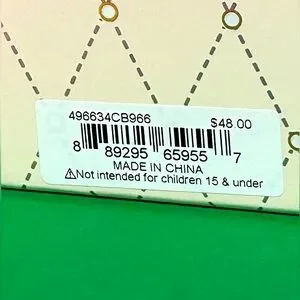 496634CB966 $48.00
8 89295 65955 7
MADE IN CHINA
⚠Not intended for children 15 & under